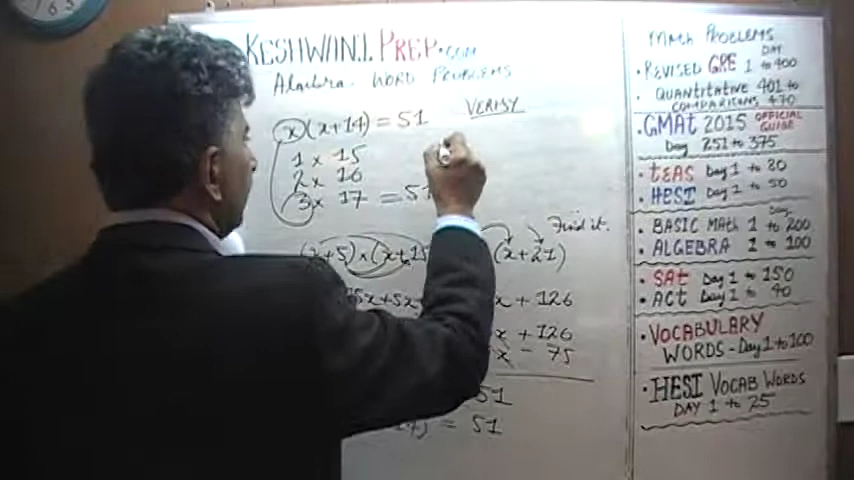 KESHWANI PREP.COM
Algebra. WORD PROBLEMS
VERIFY
x(x+14) = 51
1 x 15
2 x 16
3 x 17 = 51
Find it.
(x+5) x (x+15
(x+21)
5x+5x
x + 126
x + 126
x - 75
51
= 51
Math Problems
DAY
• REVISED GRE 1 to 400
• QUANTITATIVE 401 to
COMPARISONS 470
• GMAT 2015 OFFICIAL GUIDE
Day 251 to 375
• TEAS Day 1 to 80
• HESI Day 1 to 50
Day
• BASIC Math 1 to 200
• ALGEBRA 1 to 100
• SAt Day 1 to 150
• ACt Day 1 to 40
• VOCABULARY
WORDS - Day 1 to 100
• HESI VOCAB WORDS
DAY 1 to 25